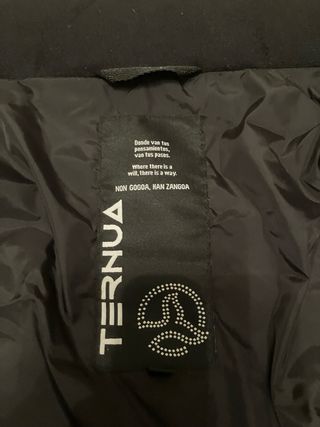 Donde van tus
pensamientos,
van tus pasos.
Where there is a
will, there is a way.
NON GOGOA, HAN ZANGOA
TERNUA